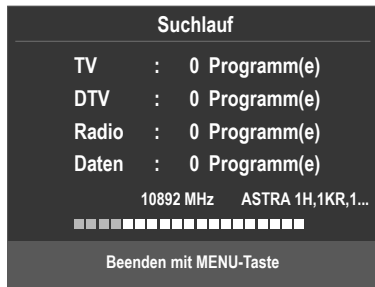 Suchlauf
TV : 0 Programm(e)
DTV : 0 Programm(e)
Radio : 0 Programm(e)
Daten : 0 Programm(e)
10892 MHz ASTRA 1H,1KR,1...
Beenden mit MENU-Taste